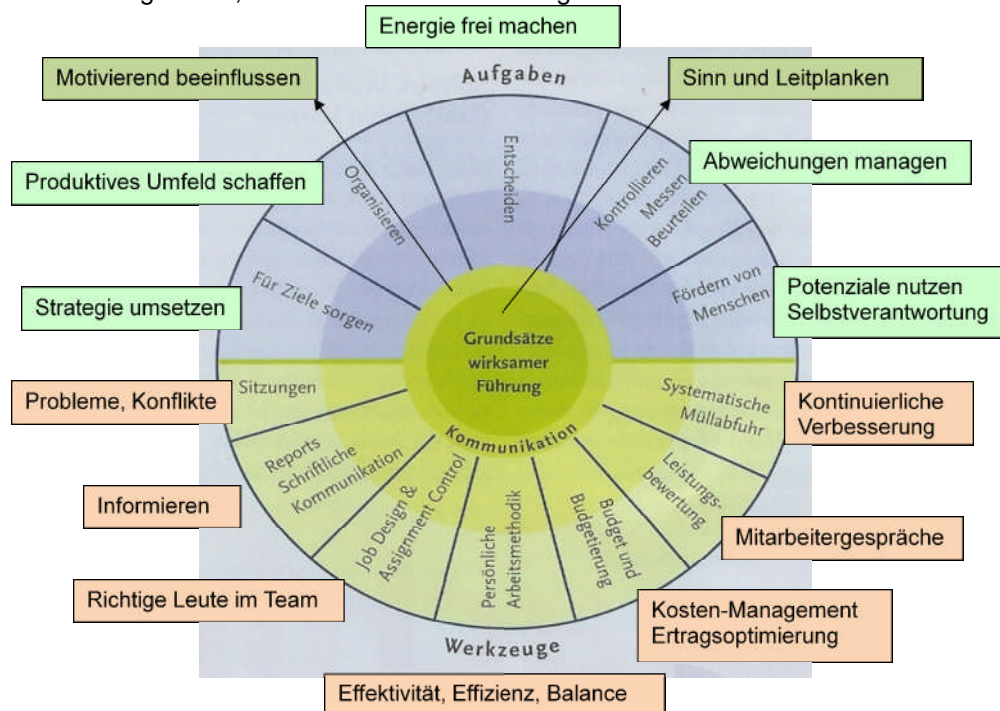 Energie frei machen
Motivierend beeinflussen
Aufgaben
Sinn und Leitplanken
Produktives Umfeld schaffen
Organisieren
Entscheiden
Kontrollieren
Messen
Beurteilen
Abweichungen managen
Strategie umsetzen
Für Ziele sorgen
Fördern von
Menschen
Potenziale nutzen
Selbstverantwortung
Grundsätze
wirksamer
Führung
Probleme, Konflikte
Sitzungen
Kommunikation
Systematische
Müllabfuhr
Kontinuierliche
Verbesserung
Informieren
Reports
Schriftliche
Kommunikation
Job Design &
Assignment Control
Persönliche
Arbeitsmethodik
Budget und
Budgetierung
Leistungs-
bewertung
Mitarbeitergespräche
Richtige Leute im Team
Werkzeuge
Kosten-Management
Ertragsoptimierung
Effektivität, Effizienz, Balance